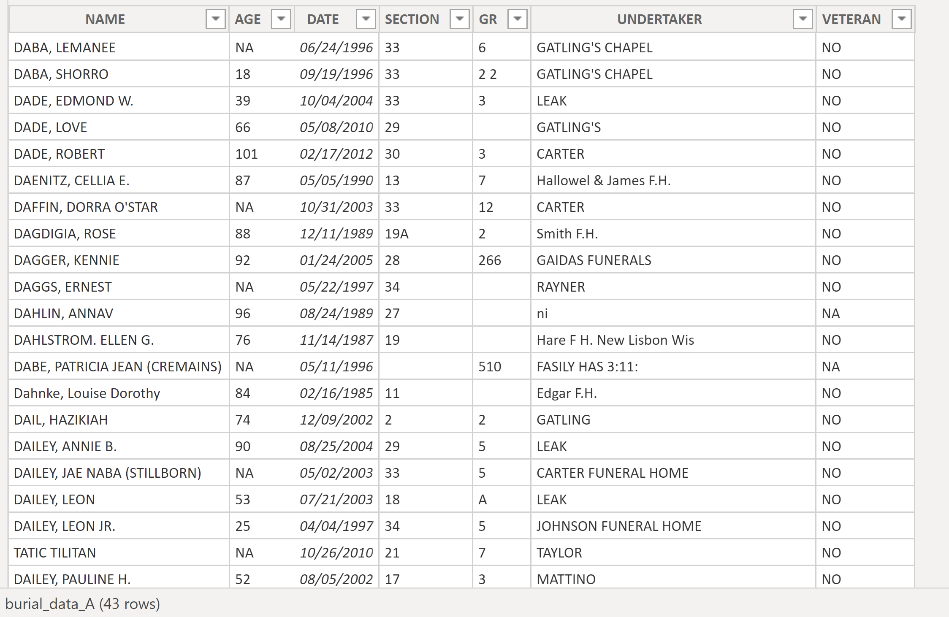 NAME AGE DATE SECTION GR UNDERTAKER VETERAN
DABA, LEMANEE NA 06/24/1996 33 6 GATLING'S CHAPEL NO
DABA, SHORRO 18 09/19/1996 33 2 2 GATLING'S CHAPEL NO
DADE, EDMOND W. 39 10/04/2004 33 3 LEAK NO
DADE, LOVE 66 05/08/2010 29 GATLING'S NO
DADE, ROBERT 101 02/17/2012 30 3 CARTER NO
DAENITZ, CELLIA E. 87 05/05/1990 13 7 Hallowel & James F.H. NO
DAFFIN, DORRA O'STAR NA 10/31/2003 33 12 CARTER NO
DAGDIGIA, ROSE 88 12/11/1989 19A 2 Smith F.H. NO
DAGGER, KENNIE 92 01/24/2005 28 266 GAIDAS FUNERALS NO
DAGGS, ERNEST NA 05/22/1997 34 RAYNER NO
DAHLIN, ANNAV 96 08/24/1989 27 ni NA
DAHLSTROM. ELLEN G. 76 11/14/1987 19 Hare F H. New Lisbon Wis NO
DABE, PATRICIA JEAN (CREMAINS) NA 05/11/1996 510 FASILY HAS 3:11: NA
Dahnke, Louise Dorothy 84 02/16/1985 11 Edgar F.H. NO
DAIL, HAZIKIAH 74 12/09/2002 2 2 GATLING NO
DAILEY, ANNIE B. 90 08/25/2004 29 5 LEAK NO
DAILEY, JAE NABA (STILLBORN) NA 05/02/2003 33 5 CARTER FUNERAL HOME NO
DAILEY, LEON 53 07/21/2003 18 A LEAK NO
DAILEY, LEON JR. 25 04/04/1997 34 5 JOHNSON FUNERAL HOME NO
TATIC TILITAN NA 10/26/2010 21 7 TAYLOR NO
DAILEY, PAULINE H. 52 08/05/2002 17 3 MATTINO NO
burial_data_A (43 rows)